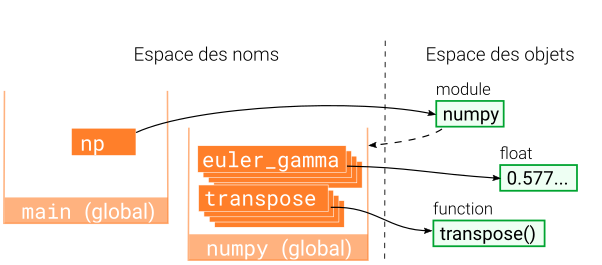 Espace des noms
Espace des objets
module
numpy
np
euler_gamma
float
0.577...
transpose
function
transpose()
main (global)
numpy (global)